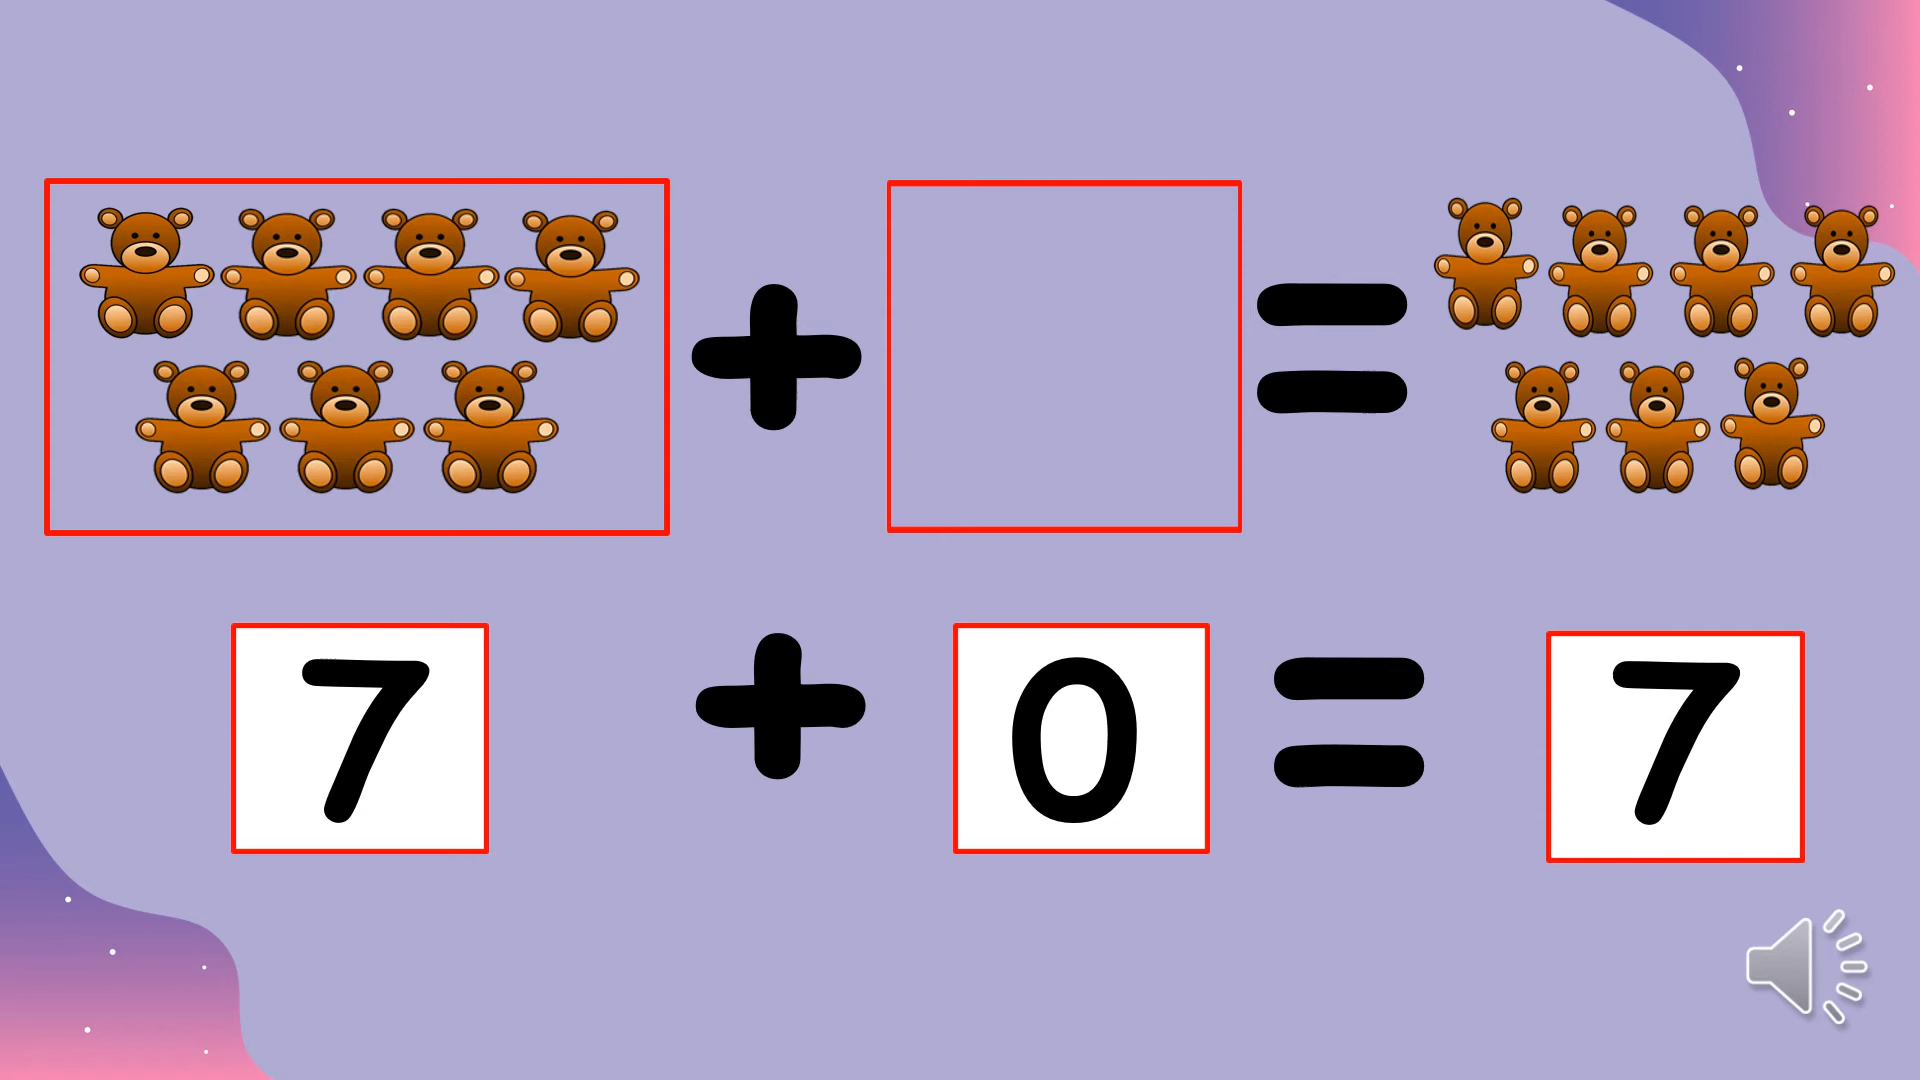 + =
7 + 0 = 7